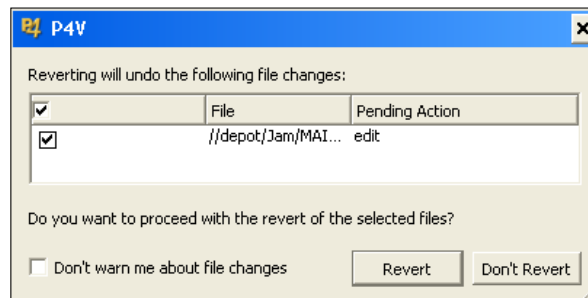 P4V
Reverting will undo the following file changes:
File Pending Action
//depot/Jam/MAI... edit
Do you want to proceed with the revert of the selected files?
Don't warn me about file changes Revert Don't Revert